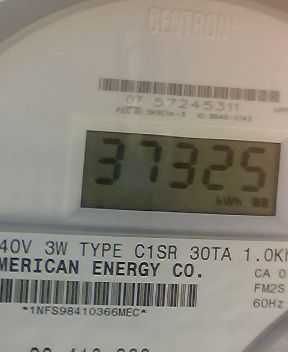 CENTRON
07 57245311
37325
kWh
40V 3W TYPE C1SR 30TA 1.0K
MERICAN ENERGY CO.
CA 0
FM2S
60Hz
*1NFS98410366MEC*